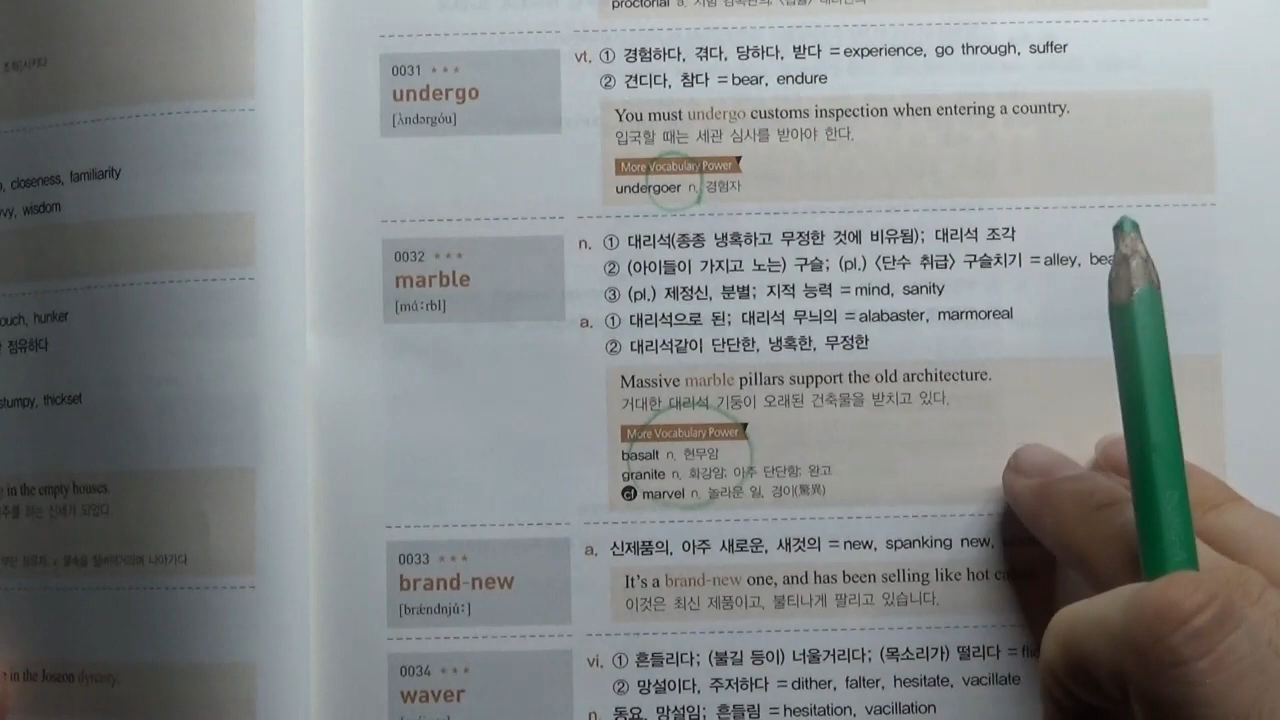 proctorial a.
조화[시키다
closeness, familiarity
vvy, wisdom
ouch, hunker
점유하다
stumpy, thickset
in the empty houses.
in the Joseon dynasty.
0031 ***
undergo
[ʌ̀ndərgóu]
vt. ① 경험하다, 겪다, 당하다, 받다 = experience, go through, suffer
② 견디다, 참다 = bear, endure
You must undergo customs inspection when entering a country.
입국할 때는 세관 심사를 받아야 한다.
More Vocabulary Power
undergoer n. 경험자
0032 ***
marble
[mάːrbl]
n. ① 대리석(종종 냉혹하고 무정한 것에 비유됨); 대리석 조각
② (아이들이 가지고 노는) 구슬; (pl.) 〈단수 취급〉 구슬치기 = alley, bea
③ (pl.) 제정신, 분별; 지적 능력 = mind, sanity
a. ① 대리석으로 된; 대리석 무늬의 = alabaster, marmoreal
② 대리석같이 단단한, 냉혹한, 무정한
Massive marble pillars support the old architecture.
거대한 대리석 기둥이 오래된 건축물을 받치고 있다.
More Vocabulary Power
basalt n. 현무암
granite n. 화강암; 아주 단단함; 완고
cf marvel n. 놀라운 일, 경이(驚異)
0033 ***
brand-new
[brǽndnjúː]
a. 신제품의, 아주 새로운, 새것의 = new, spanking new,
It's a brand-new one, and has been selling like hot ca
이것은 최신 제품이고, 불티나게 팔리고 있습니다.
0034 ***
waver
vi. ① 흔들리다; (불길 등이) 너울거리다; (목소리가) 떨리다 = fli
② 망설이다, 주저하다 = dither, falter, hesitate, vacillate
n. 동요, 망설임; 흔들림 = hesitation, vacillation